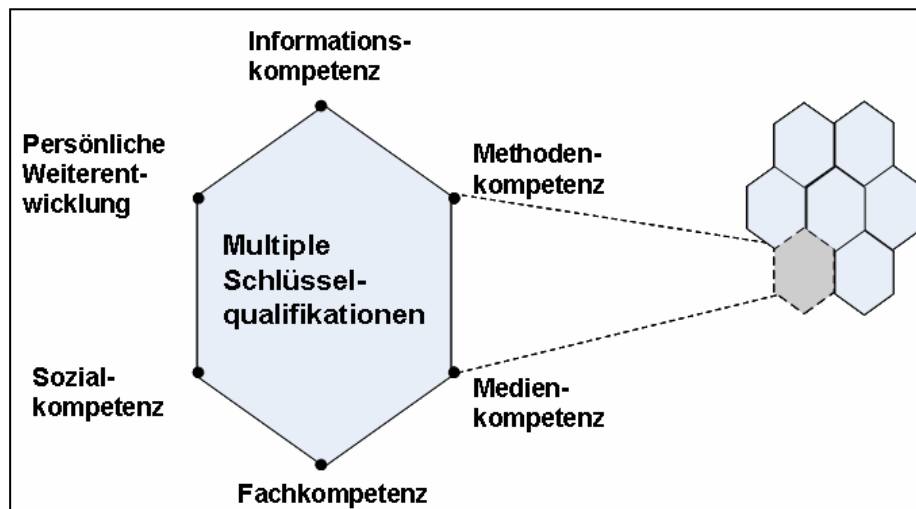 Informations-
kompetenz
Persönliche
Weiterent-
wicklung
Methoden-
kompetenz
Multiple
Schlüssel-
qualifikationen
Sozial-
kompetenz
Medien-
kompetenz
Fachkompetenz